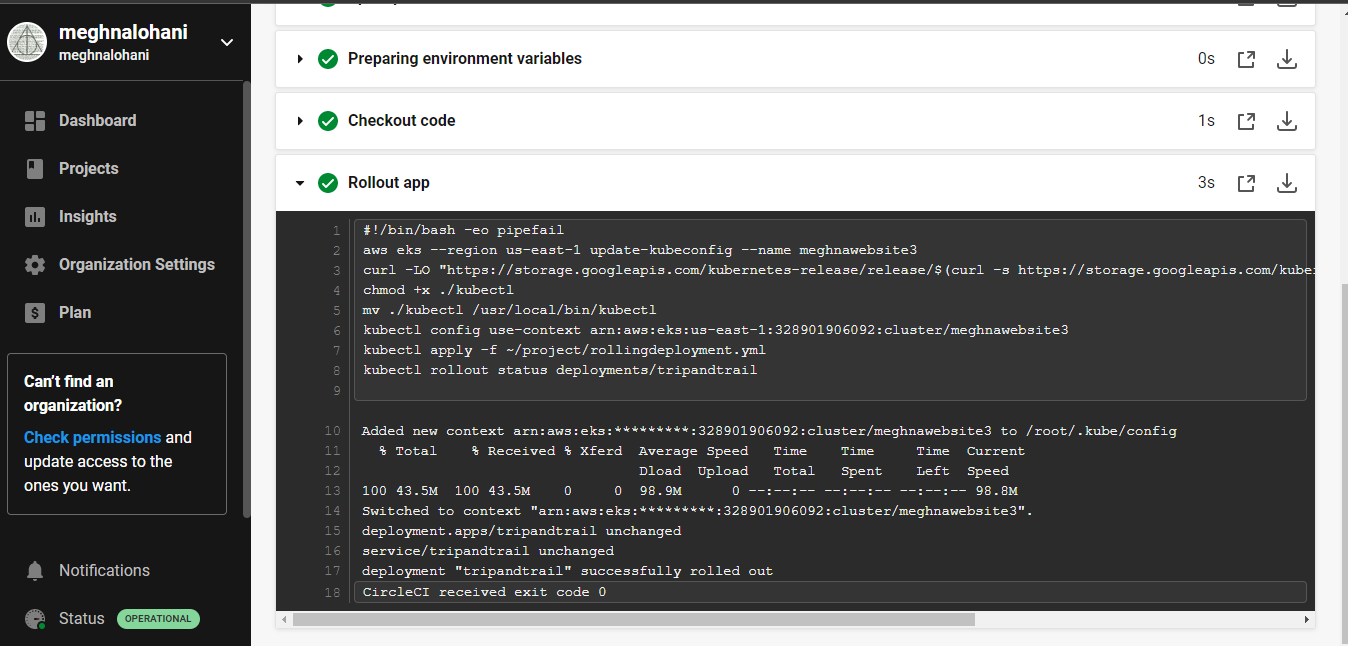 meghnalohani
meghnalohani
Dashboard
Projects
Insights
Organization Settings
$ Plan
Can't find an
organization?
Check permissions and
update access to the
ones you want.
Notifications
Status OPERATIONAL
Preparing environment variables 0s
Checkout code 1s
Rollout app 3s
1 #!/bin/bash -eo pipefail
2 aws eks --region us-east-1 update-kubeconfig --name meghnawebsite3
3 curl -LO "https://storage.googleapis.com/kubernetes-release/release/$(curl -s https://storage.googleapis.com/kube
4 chmod +x ./kubectl
5 mv ./kubectl /usr/local/bin/kubectl
6 kubectl config use-context arn:aws:eks:us-east-1:328901906092:cluster/meghnawebsite3
7 kubectl apply -f ~/project/rollingdeployment.yml
8 kubectl rollout status deployments/tripandtrail
9
10 Added new context arn:aws:eks:*********:328901906092:cluster/meghnawebsite3 to /root/.kube/config
11 % Total % Received % Xferd Average Speed Time Time Time Current
12 Dload Upload Total Spent Left Speed
13 100 43.5M 100 43.5M 0 0 98.9M 0 --:--:-- --:--:-- --:--:-- 98.8M
14 Switched to context "arn:aws:eks:*********:328901906092:cluster/meghnawebsite3".
15 deployment.apps/tripandtrail unchanged
16 service/tripandtrail unchanged
17 deployment "tripandtrail" successfully rolled out
18 CircleCI received exit code 0